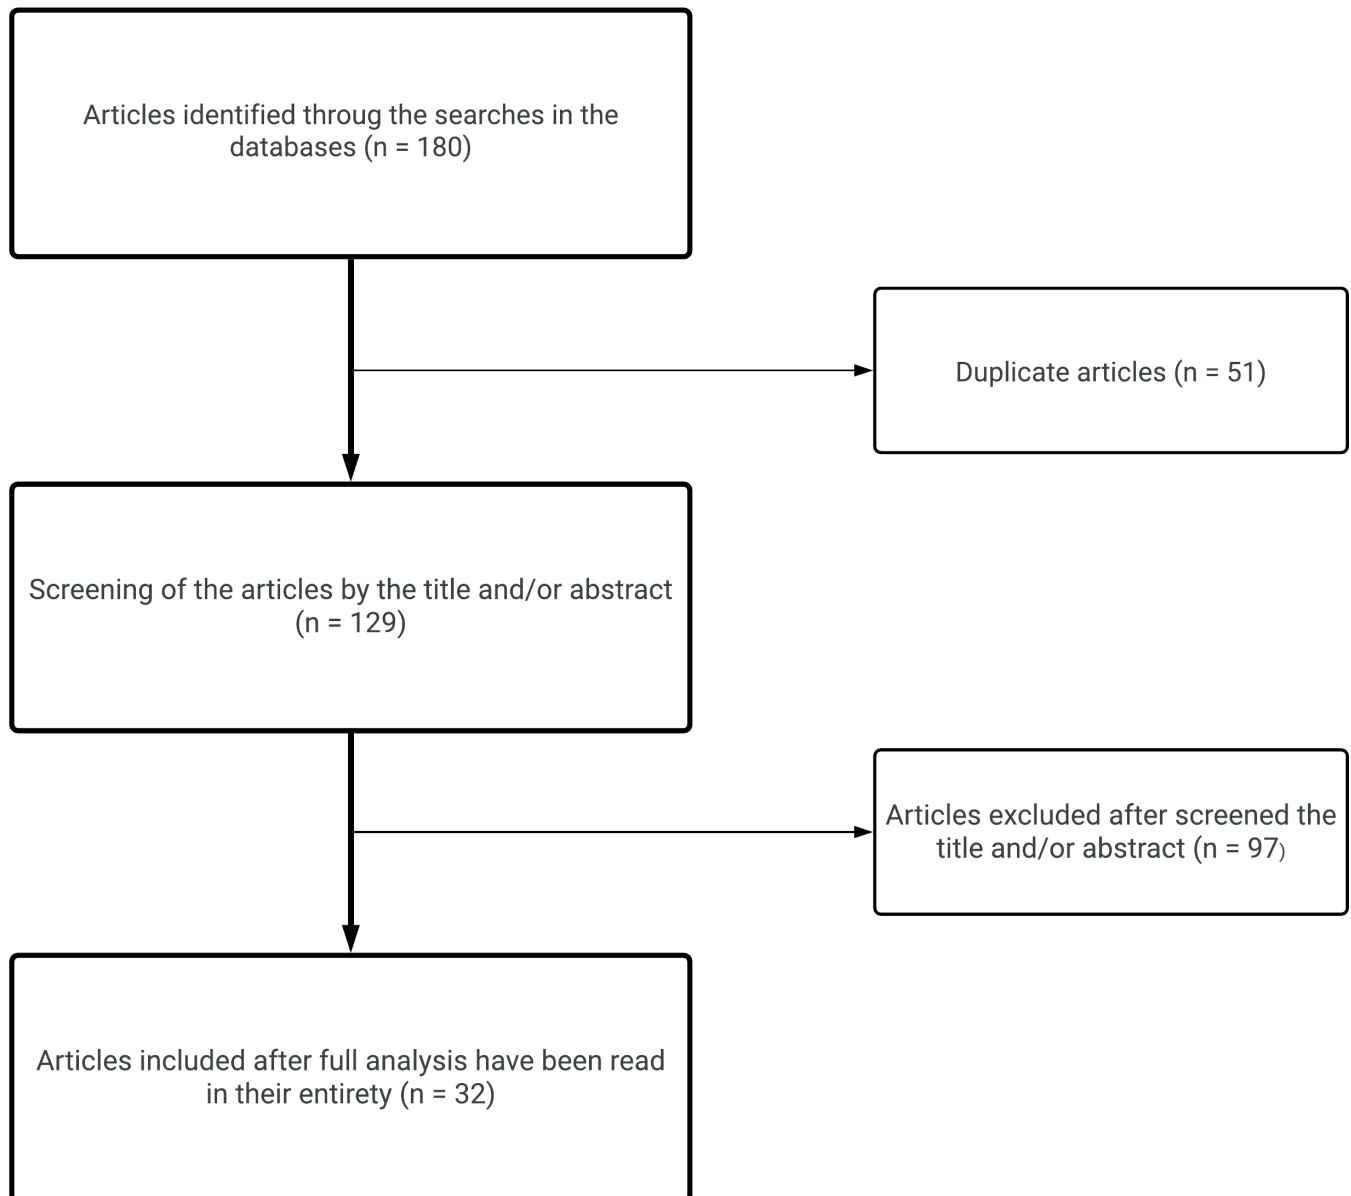 Articles identified throug the searches in the
databases (n = 180)
Duplicate articles (n = 51)
Screening of the articles by the title and/or abstract
(n = 129)
Articles excluded after screened the
title and/or abstract (n = 97)
Articles included after full analysis have been read
in their entirety (n = 32)